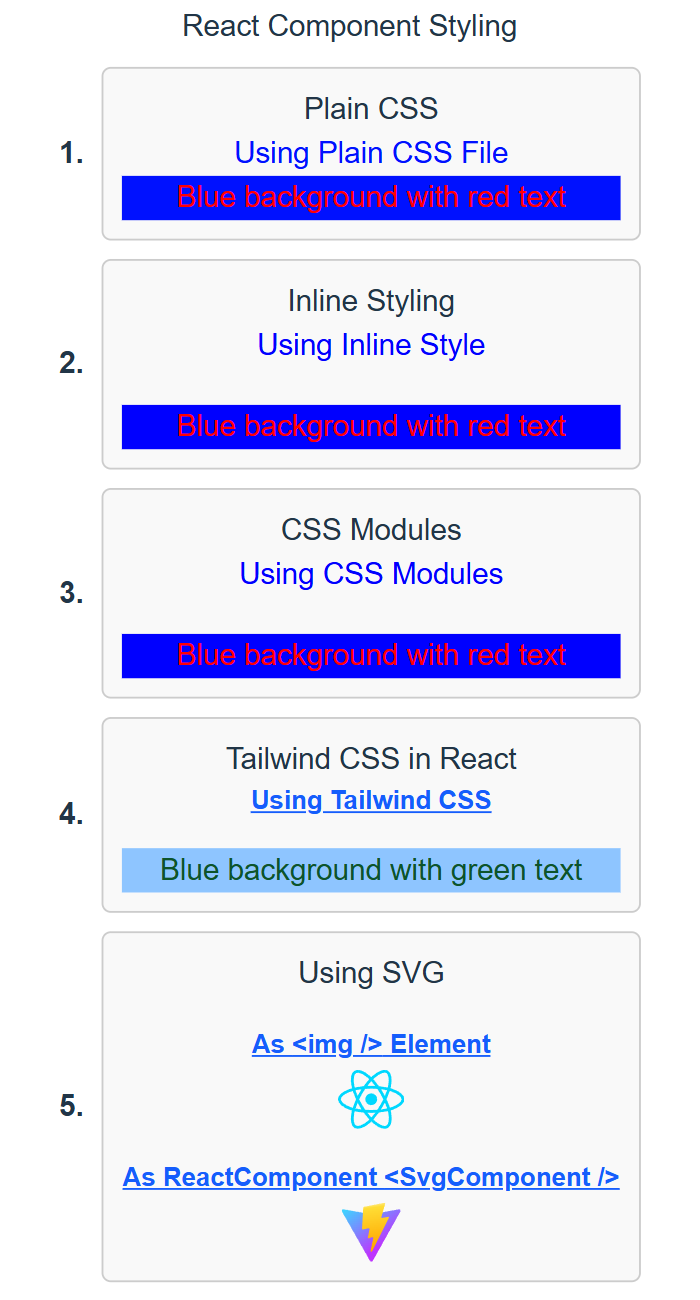 React Component Styling
1.
Plain CSS
Using Plain CSS File
Blue background with red text
2.
Inline Styling
Using Inline Style
Blue background with red text
3.
CSS Modules
Using CSS Modules
Blue background with red text
4.
Tailwind CSS in React
Using Tailwind CSS
Blue background with green text
5.
Using SVG
As <img /> Element
As ReactComponent <SvgComponent />